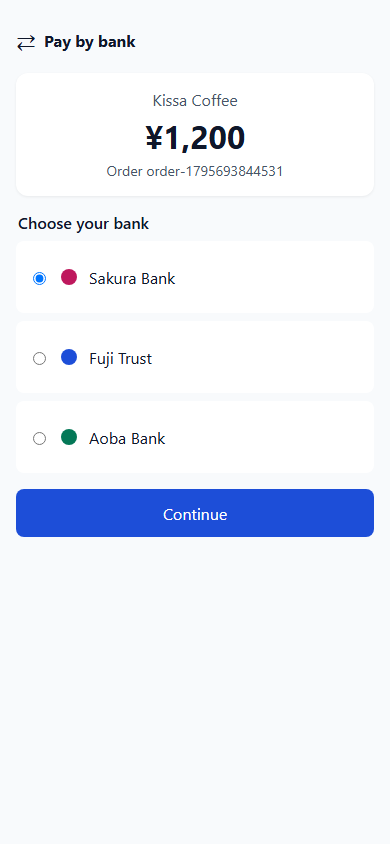 Pay by bank
Kissa Coffee
¥1,200
Order order-1795693844531
Choose your bank
Sakura Bank
Fuji Trust
Aoba Bank
Continue